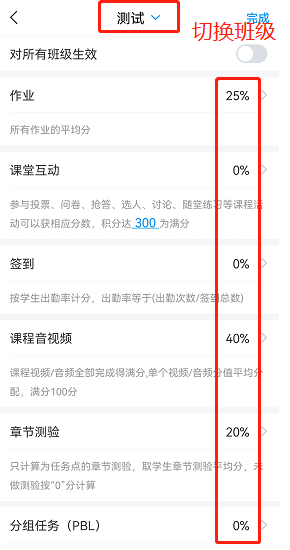 测试
完成
切换班级
对所有班级生效
作业 25%
所有作业的平均分
课堂互动 0%
参与投票、问卷、抢答、选人、讨论、随堂练习等课程活
动可以获相应分数，积分达 300 为满分
签到 0%
按学生出勤率计分，出勤率等于(出勤次数/签到总数)
课程音视频 40%
课程视频/音频全部完成得满分,单个视频/音频分值平均分
配，满分100分
章节测验 20%
只计算为任务点的章节测验，取学生章节测验平均分，未
做测验按"0"分计算
分组任务（PBL） 0%